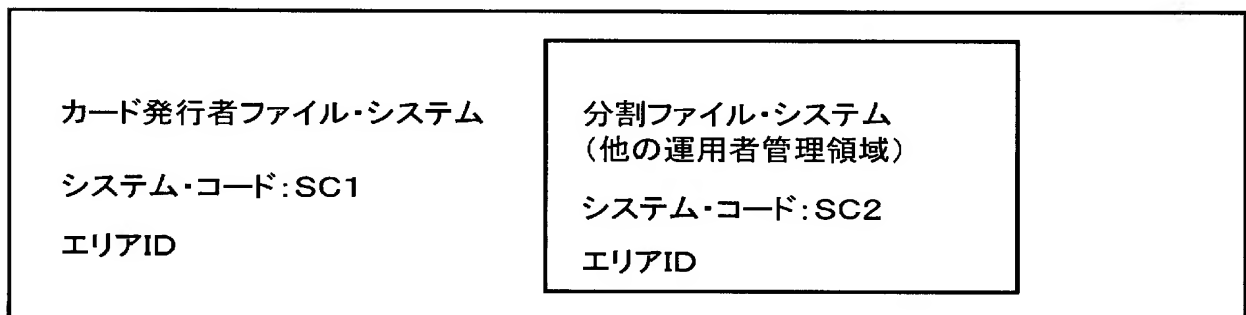 カード発行者ファイル・システム
システム・コード:SC1
エリアID
分割ファイル・システム
(他の運用者管理領域)
システム・コード:SC2
エリアID